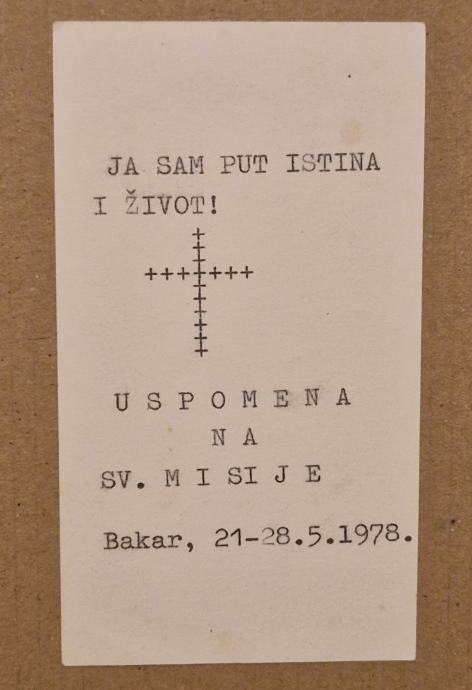 JA SAM PUT ISTINA
I ŽIVOT!
+
+
+++++++
+
+
+
+
+
+
U S P O M E N A
N A
SV. M I SI J E
Bakar, 21-28.5.1978.